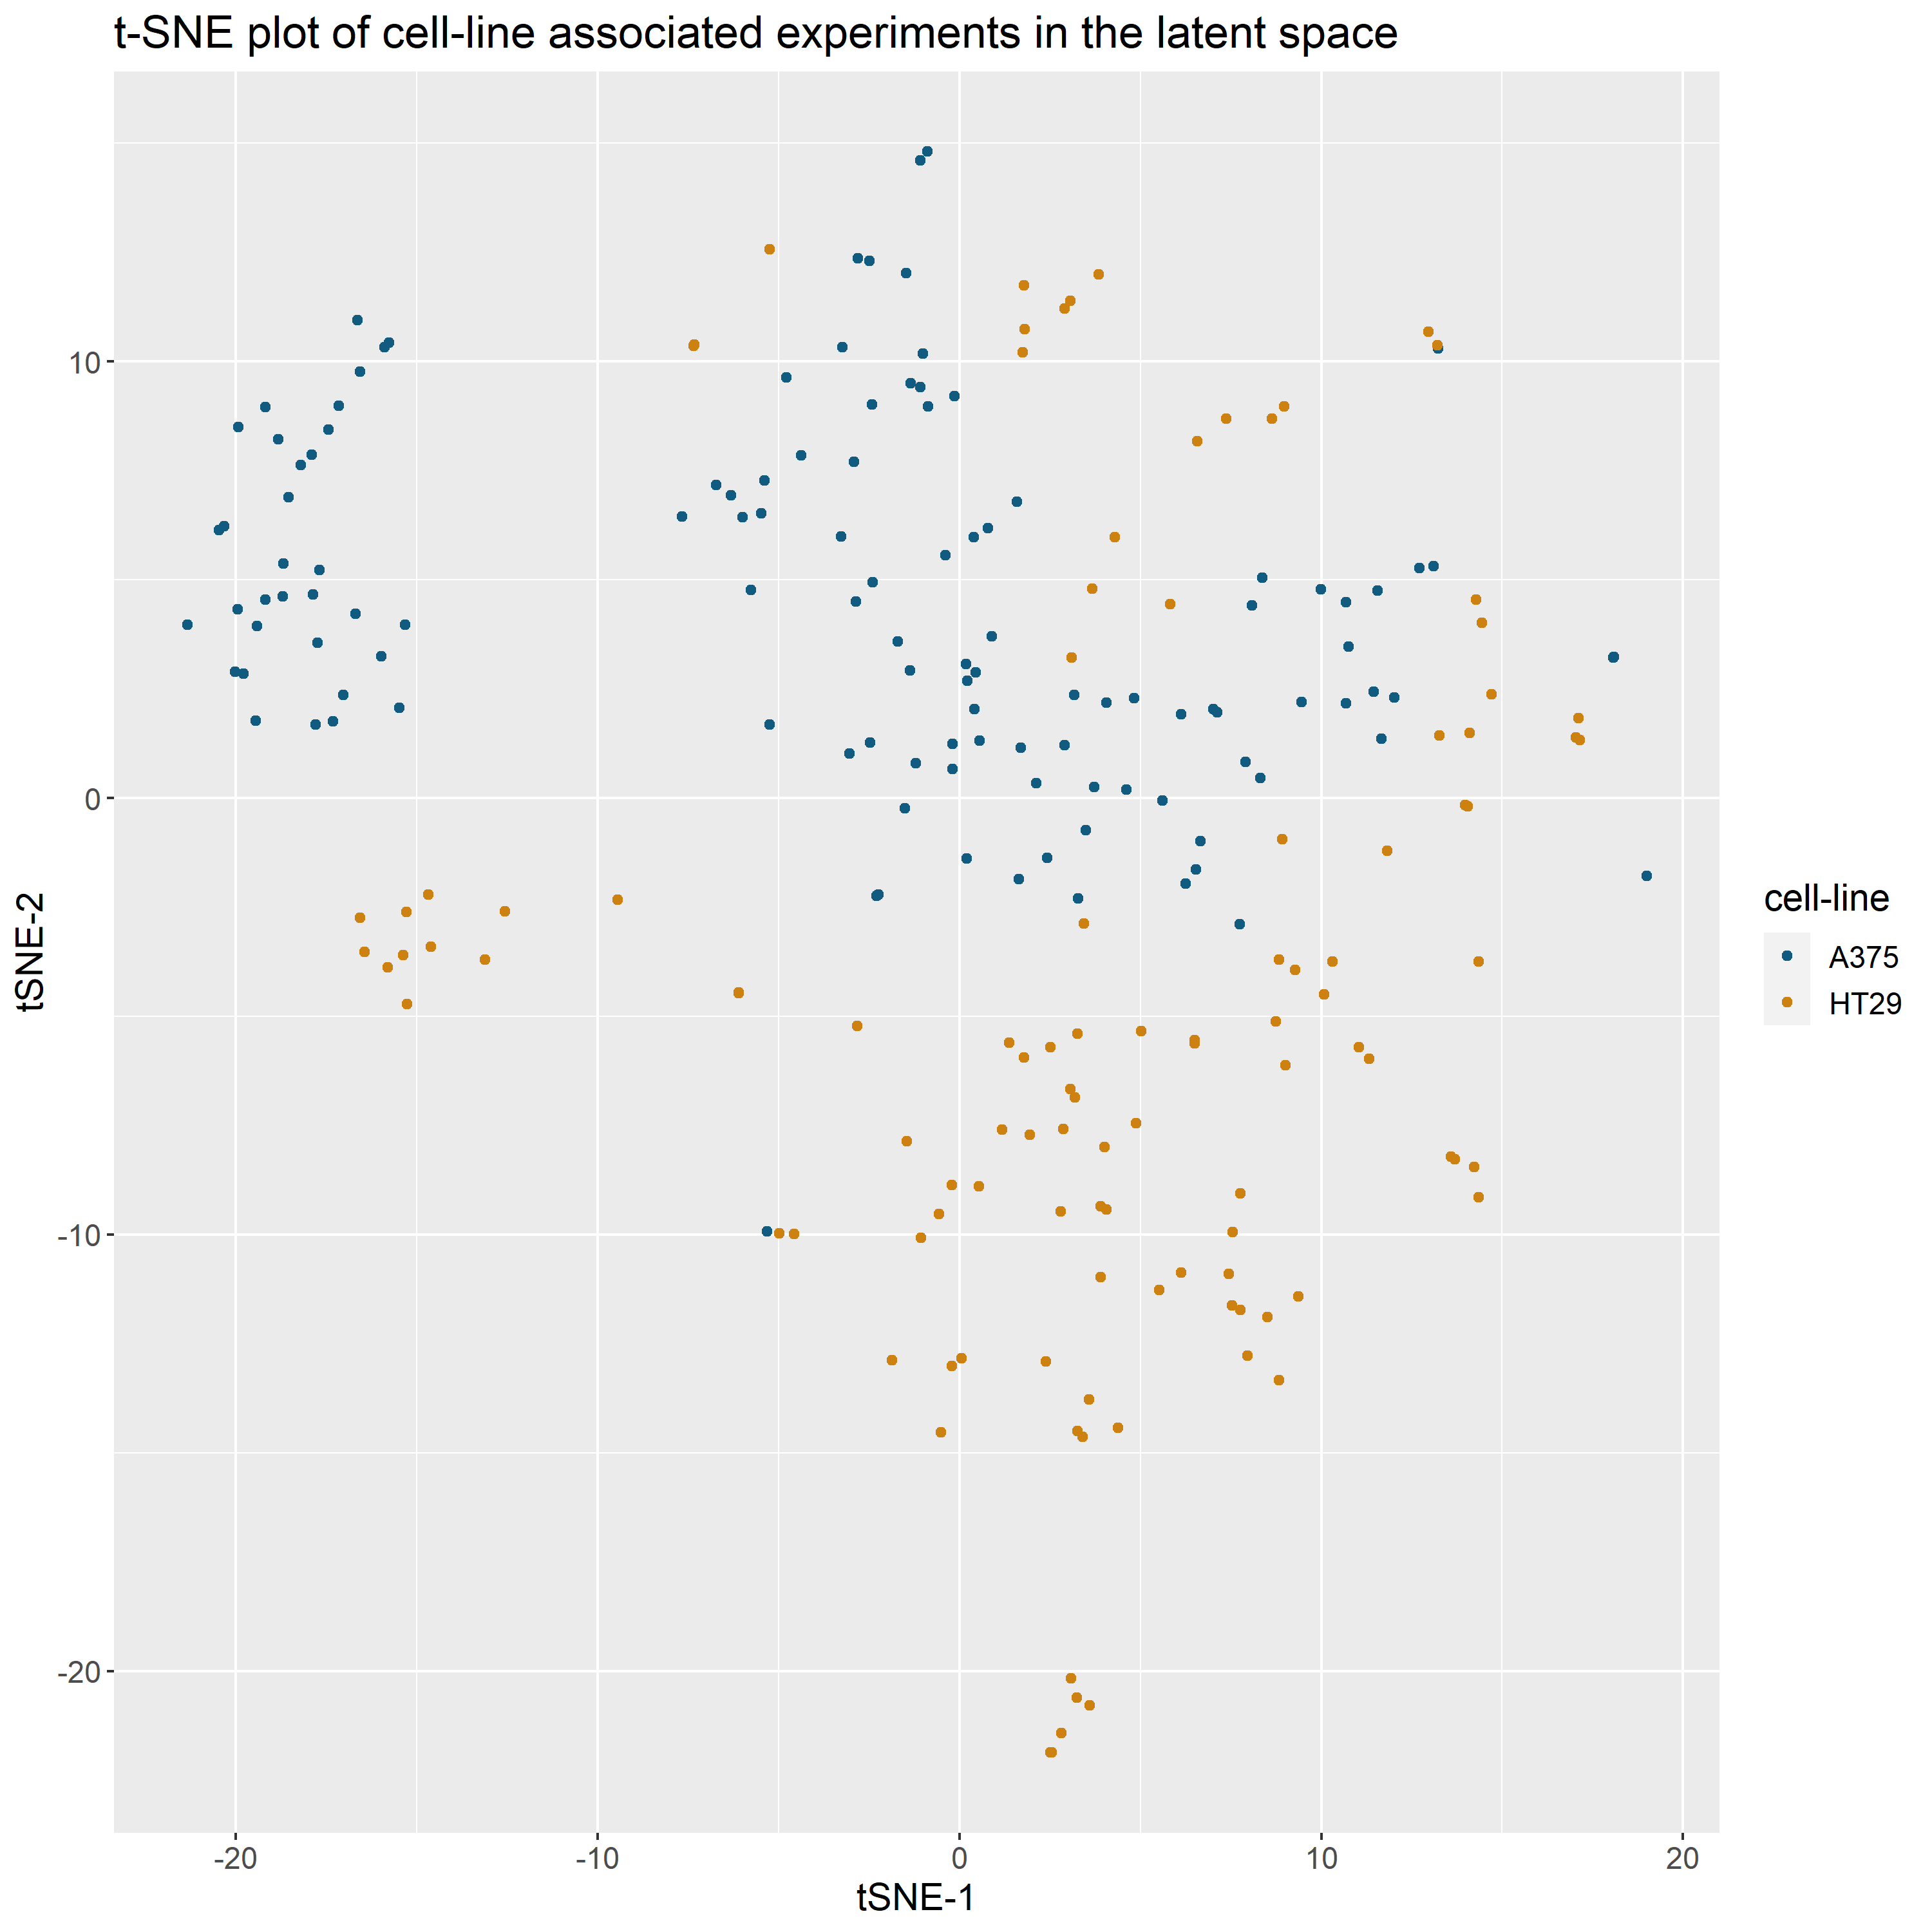 t-SNE plot of cell-line associated experiments in the latent space
10
0
-10
-20
tSNE-2
-20 -10 0 10 20
tSNE-1
cell-line
A375
HT29